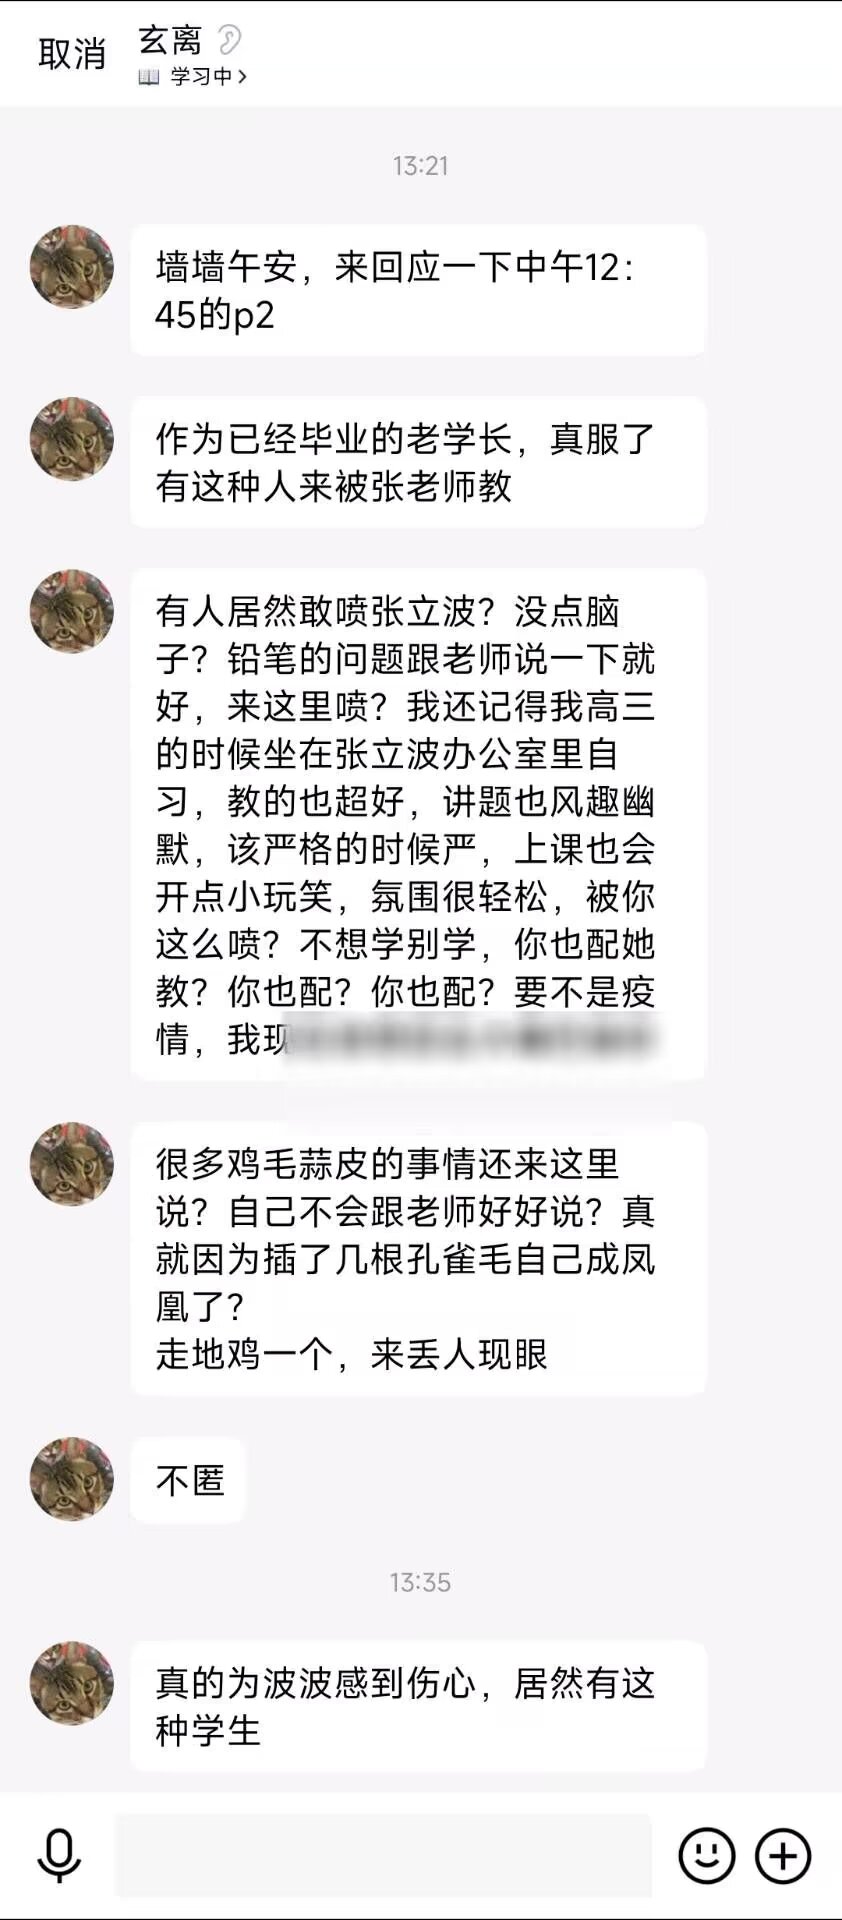 取消
玄离
学习中
13:21
墙墙午安，来回应一下中午12：
45的p2
作为已经毕业的老学长，真服了
有这种人来被张老师教
有人居然敢喷张立波？没点脑
子？铅笔的问题跟老师说一下就
好，来这里喷？我还记得我高三
的时候坐在张立波办公室里自
习，教的也超好，讲题也风趣幽
默，该严格的时候严，上课也会
开点小玩笑，氛围很轻松，被你
这么喷？不想学别学，你也配她
教？你也配？你也配？要不是疫
情，我现
很多鸡毛蒜皮的事情还来这里
说？自己不会跟老师好好说？真
就因为插了几根孔雀毛自己成凤
凰了？
走地鸡一个，来丢人现眼
不匿
13:35
真的为波波感到伤心，居然有这
种学生